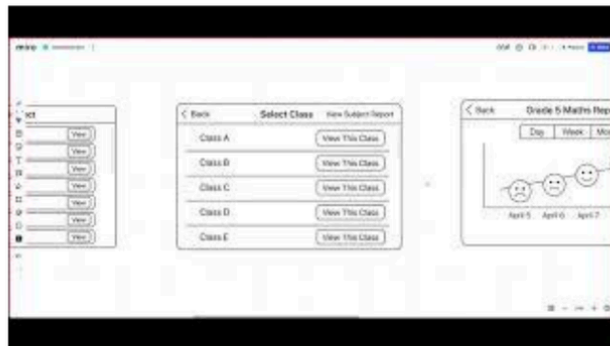 miro
View
View
View
View
View
View
View
< Back Select Class View Subject Report
Class A View This Class
Class B View This Class
Class C View This Class
Class D View This Class
Class E View This Class
< Back Grade 5 Maths Rep
Day Week Mo
April 5 April 6 April 7